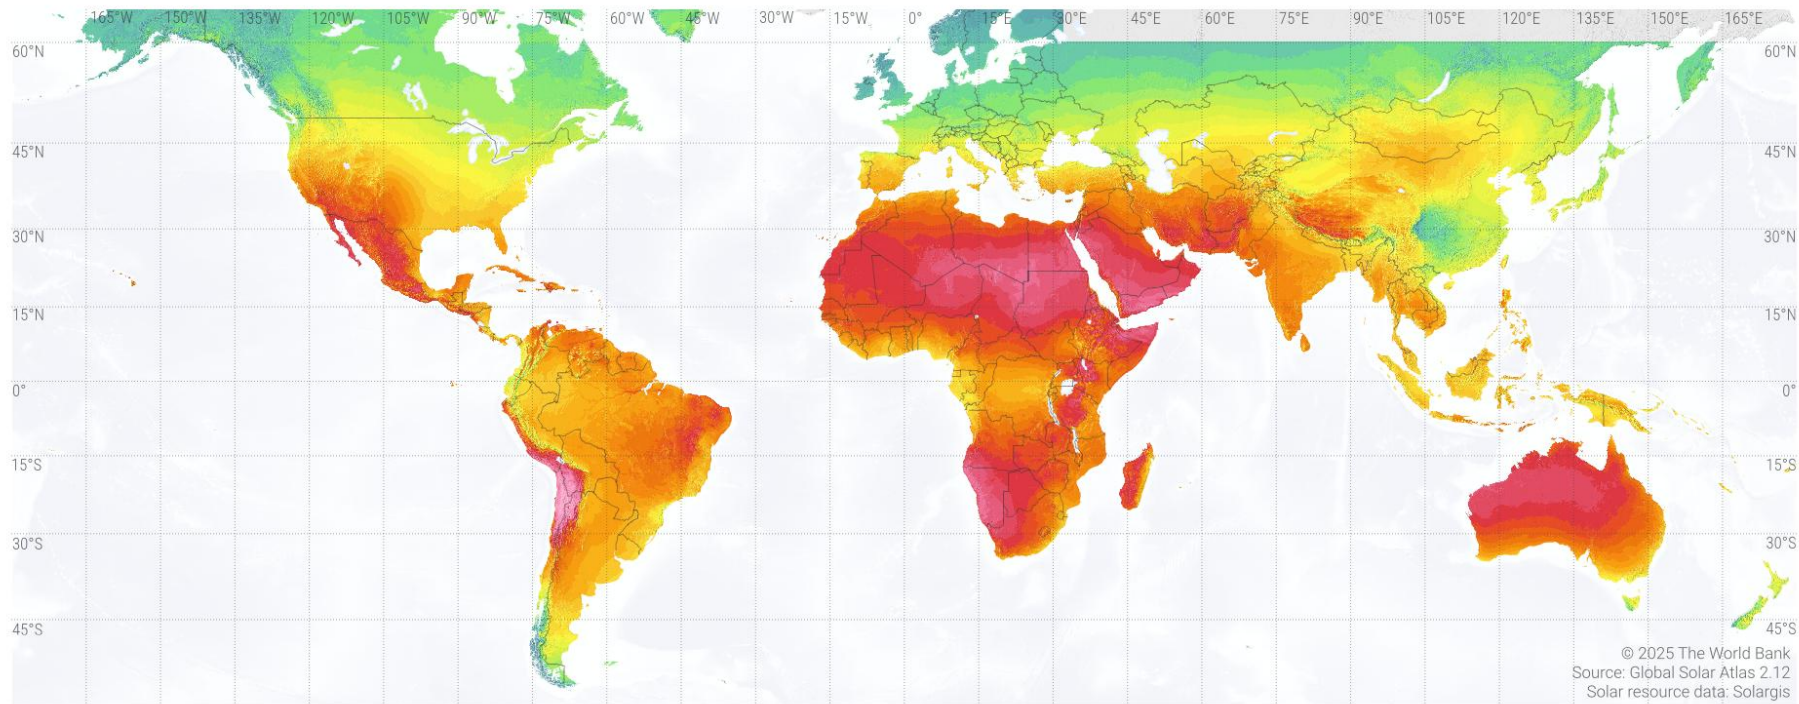 165°W 150°W 135°W 120°W 105°W 90°W 75°W 60°W 45°W 30°W 15°W 0° 15°E 30°E 45°E 60°E 75°E 90°E 105°E 120°E 135°E 150°E 165°E
60°N 60°N
45°N 45°N
30°N 30°N
15°N 15°N
0° 0°
15°S 15°S
30°S 30°S
45°S 45°S
© 2025 The World Bank
Source: Global Solar Atlas 2.12
Solar resource data: Solargis